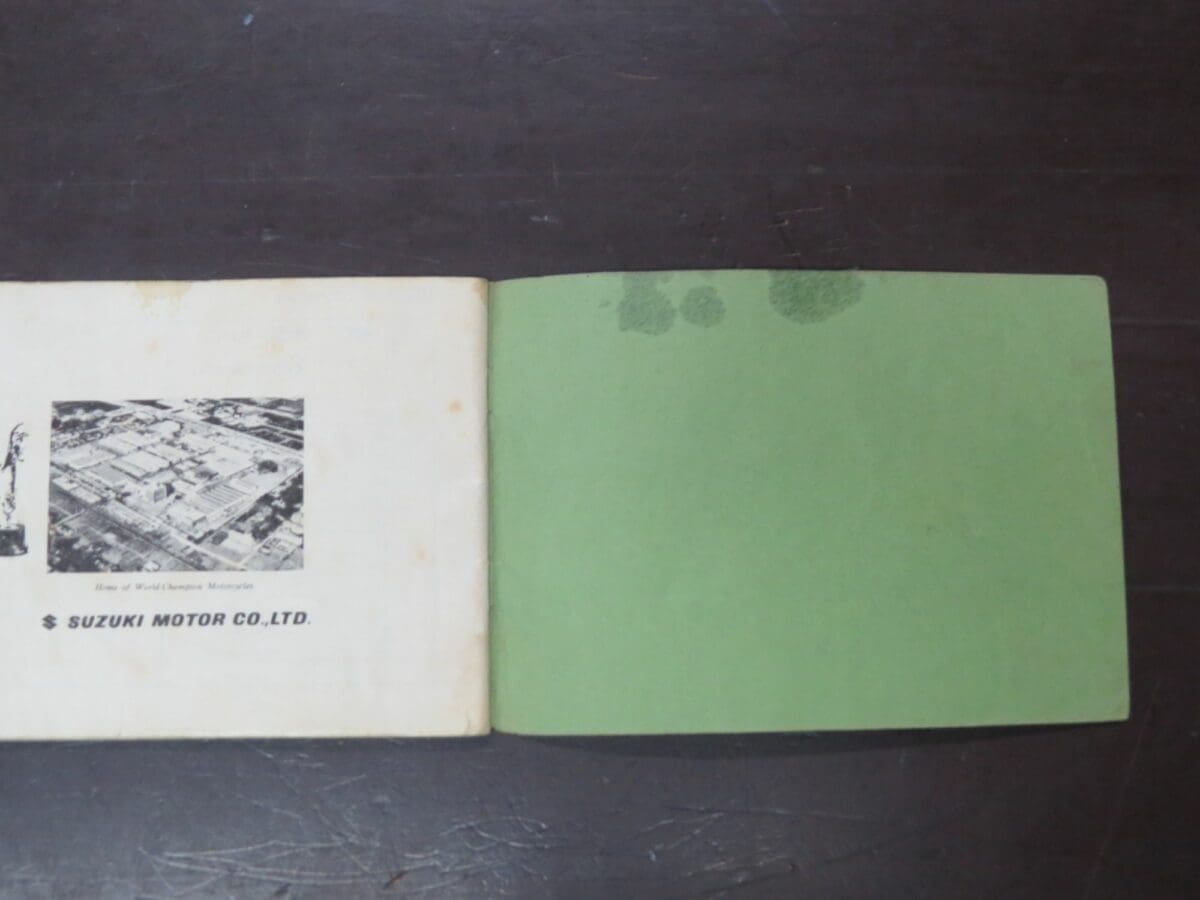 Home of World-Champion Motorcycles
SUZUKI MOTOR CO.,LTD.